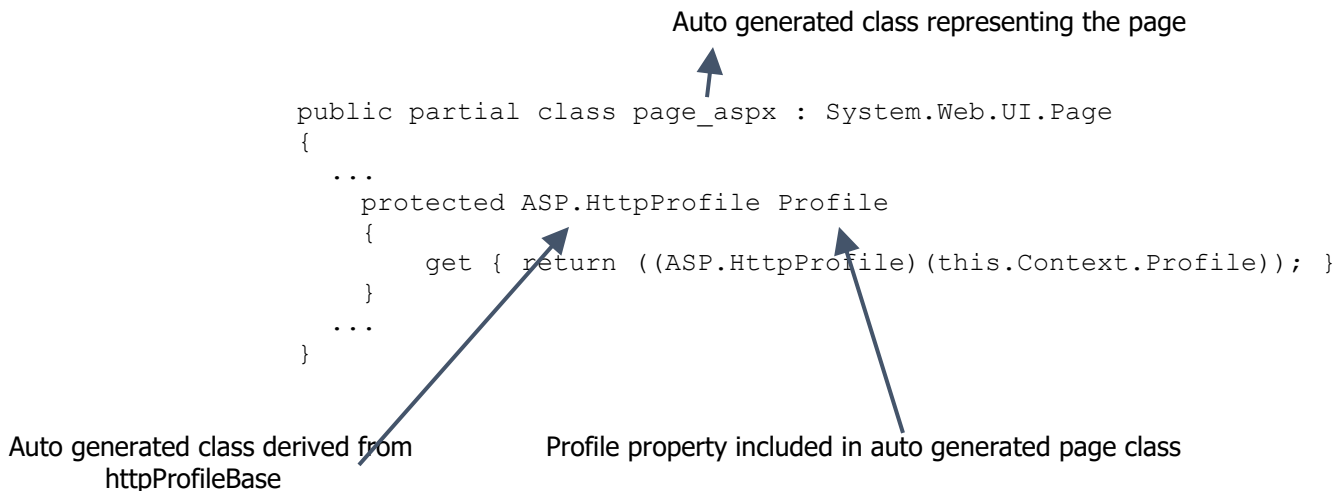 Auto generated class representing the page
public partial class page_aspx : System.Web.UI.Page
{
...
protected ASP.HttpProfile Profile
{
get { return ((ASP.HttpProfile)(this.Context.Profile)); }
}
...
}
Auto generated class derived from
httpProfileBase
Profile property included in auto generated page class